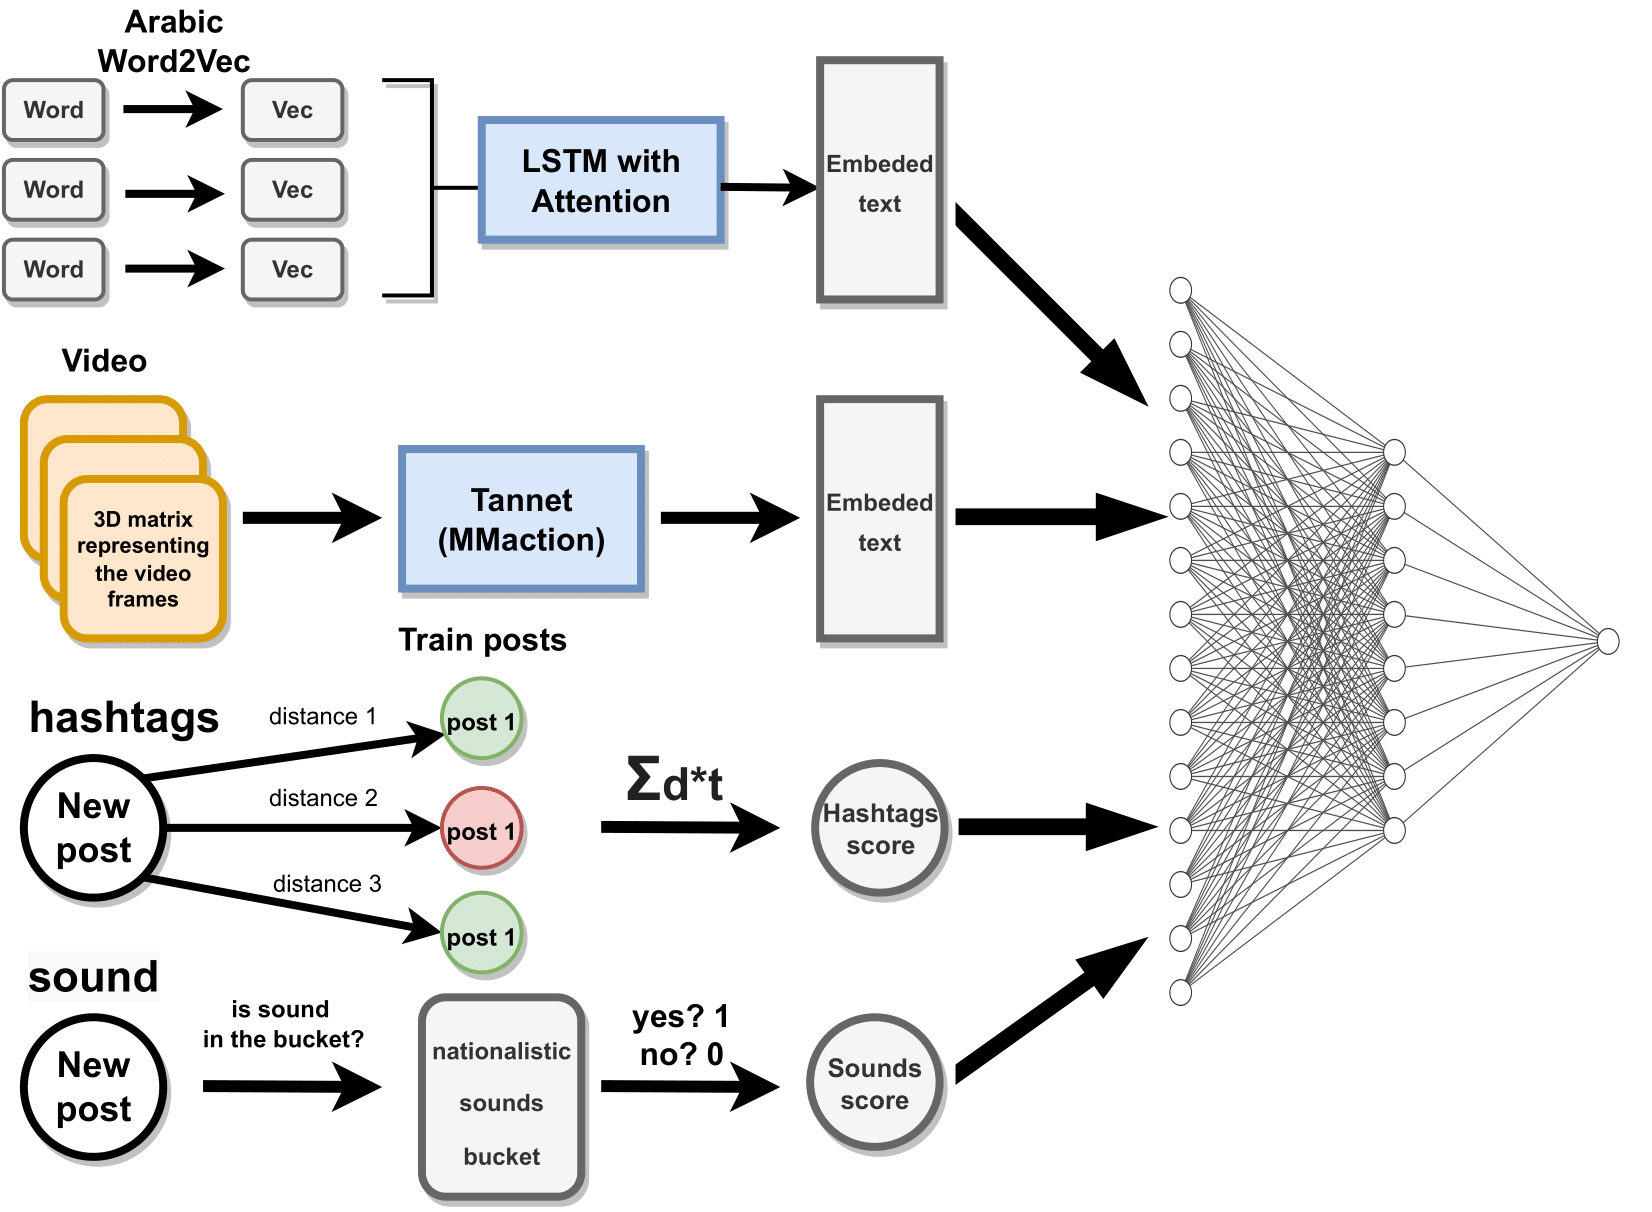 Arabic
Word2Vec
Word
Vec
Word
Vec
Word
Vec
LSTM with
Attention
Embeded
text
Video
3D matrix
representing
the video
frames
Tannet
(MMaction)
Embeded
text
Train posts
hashtags
New
post
distance 1
distance 2
distance 3
post 1
post 1
post 1
Σd*t
Hashtags
score
sound
New
post
is sound
in the bucket?
nationalistic
sounds
bucket
yes? 1
no? 0
Sounds
score